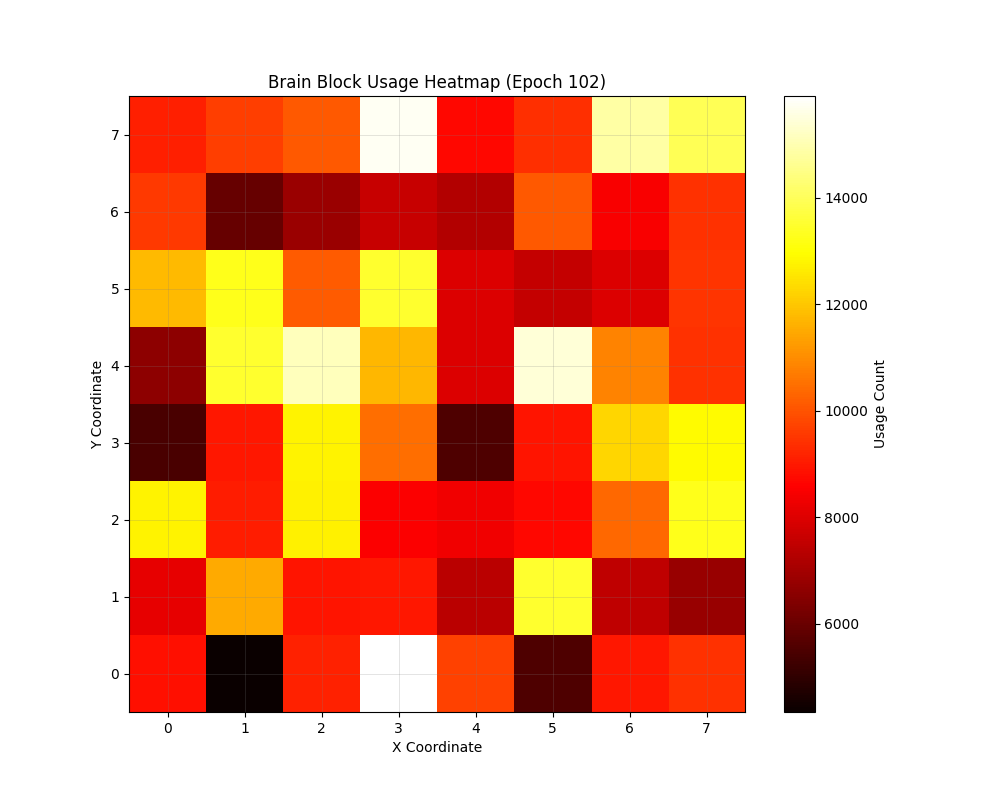 Brain Block Usage Heatmap (Epoch 102)
7
6
5
4
3
2
1
0
Y Coordinate
0 1 2 3 4 5 6 7
X Coordinate
14000
12000
10000
8000
6000
Usage Count